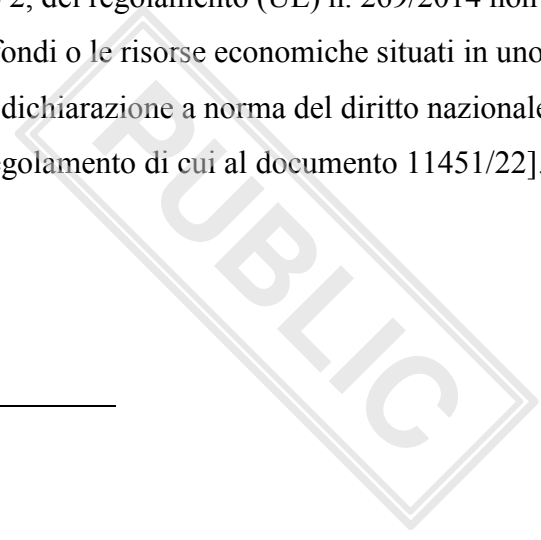 2, del regolamento (UE) n. 269/2014 non
fondi o le risorse economiche situati in uno
dichiarazione a norma del diritto nazionale
egolamento di cui al documento 11451/22].
PUBLIC